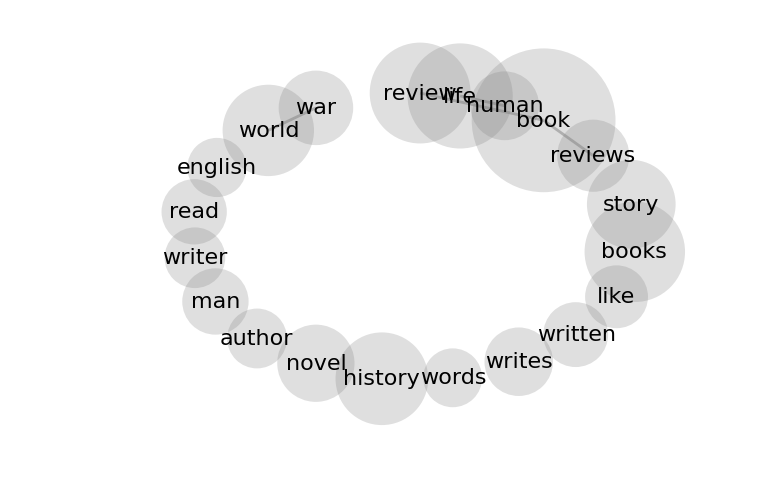 review
life
human
book
reviews
story
books
like
written
writes
words
history
novel
author
man
writer
read
english
world
war